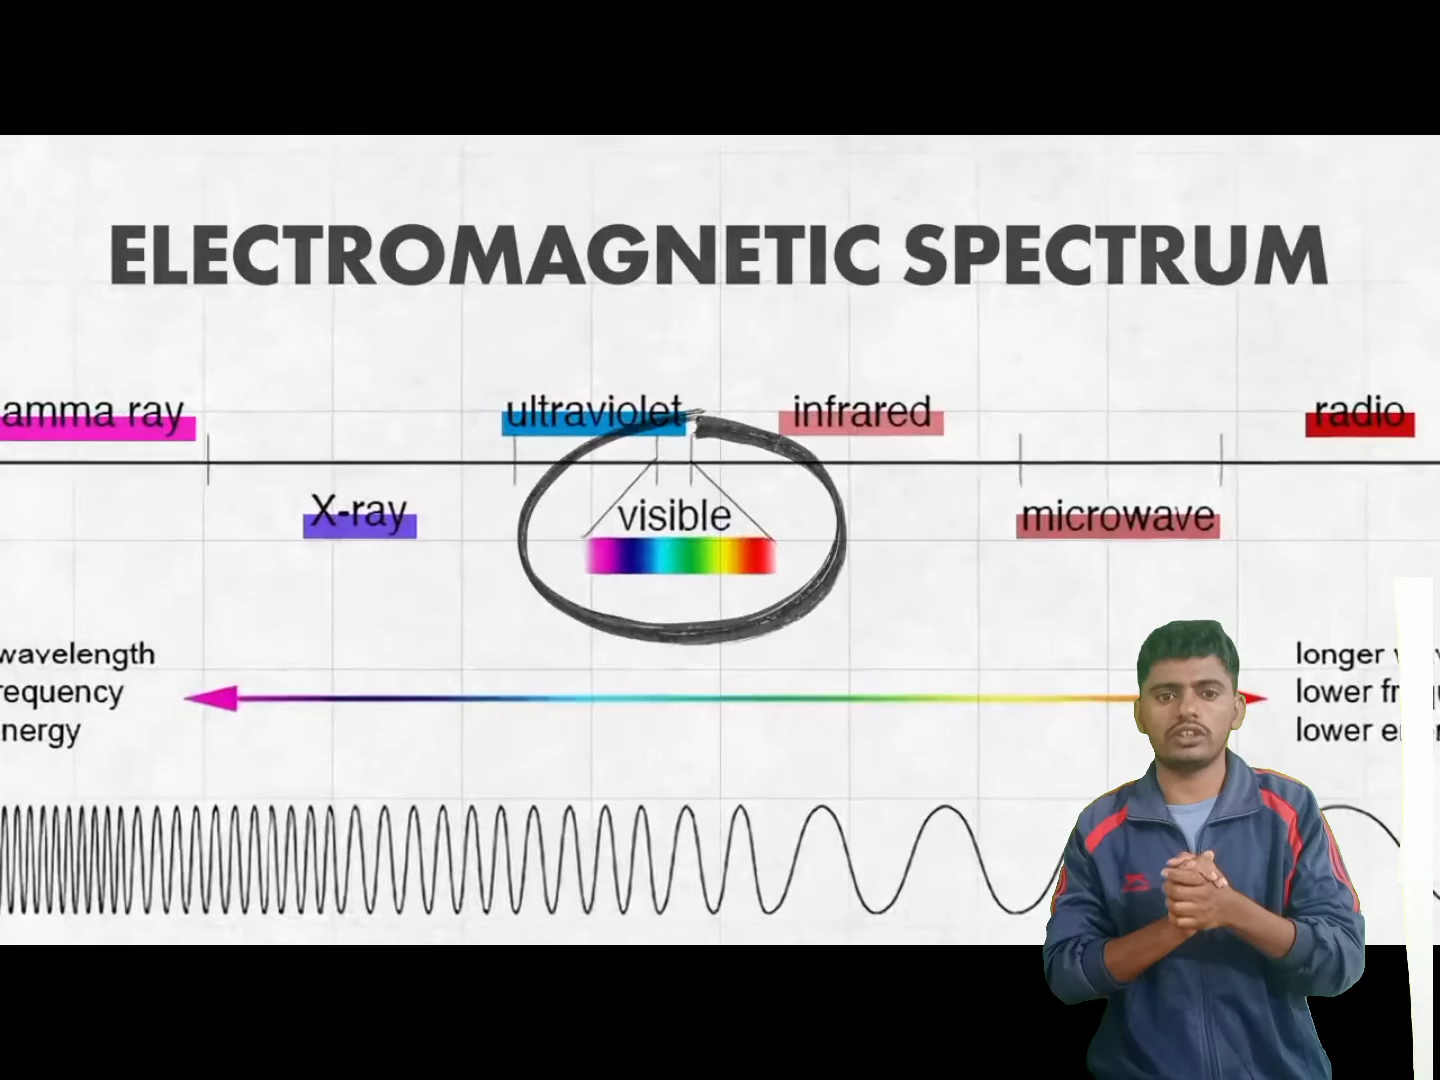 ELECTROMAGNETIC SPECTRUM
amma ray
ultraviolet
infrared
radio
X-ray
visible
microwave
wavelength
requency
nergy
longer
lower
lower